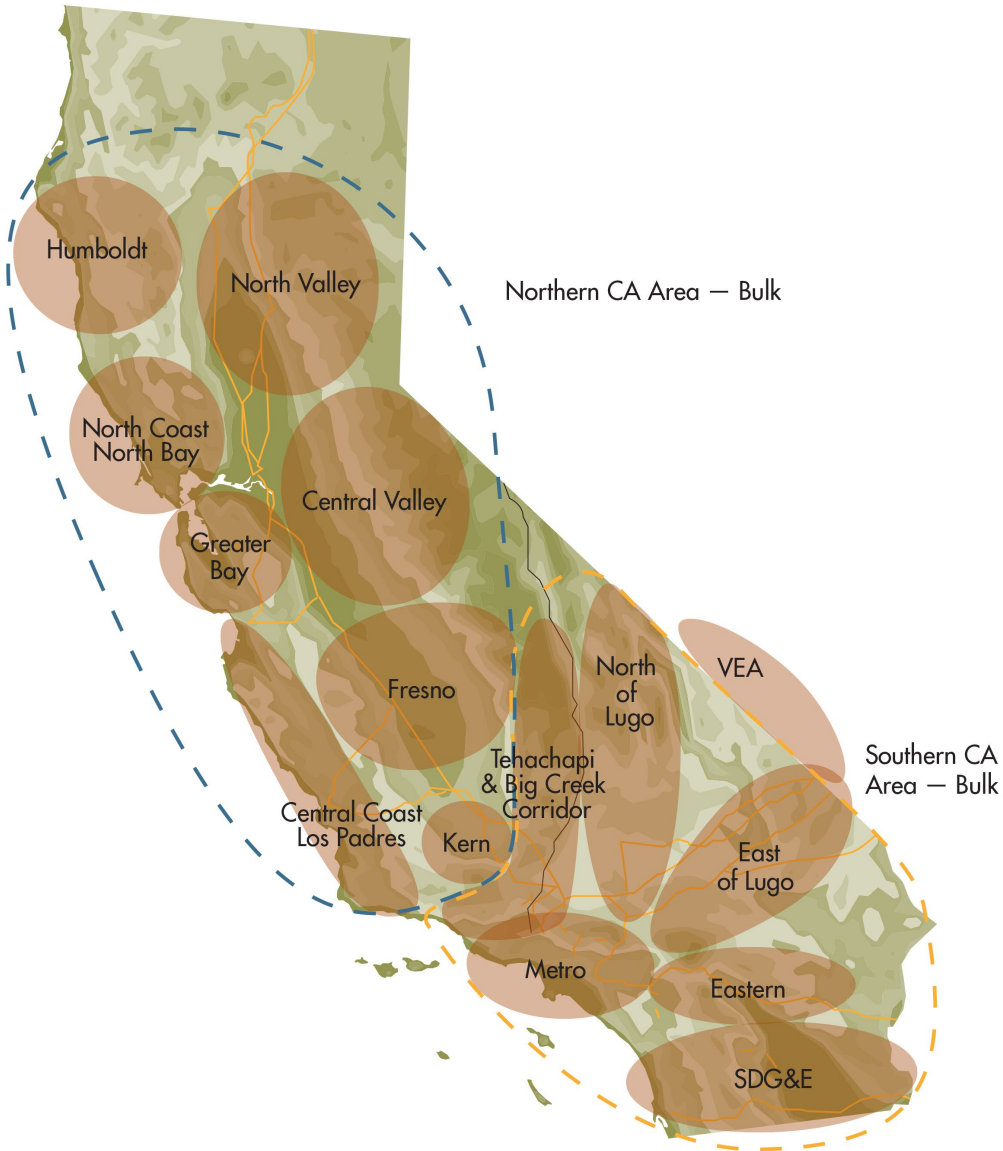 Humboldt
North Valley
Northern CA Area — Bulk
North Coast
North Bay
Central Valley
Greater
Bay
Fresno
North
of
Lugo
VEA
Tehachapi
& Big Creek
Corridor
Southern CA
Area — Bulk
Central Coast
Los Padres
Kern
East
of Lugo
Metro
Eastern
SDG&E